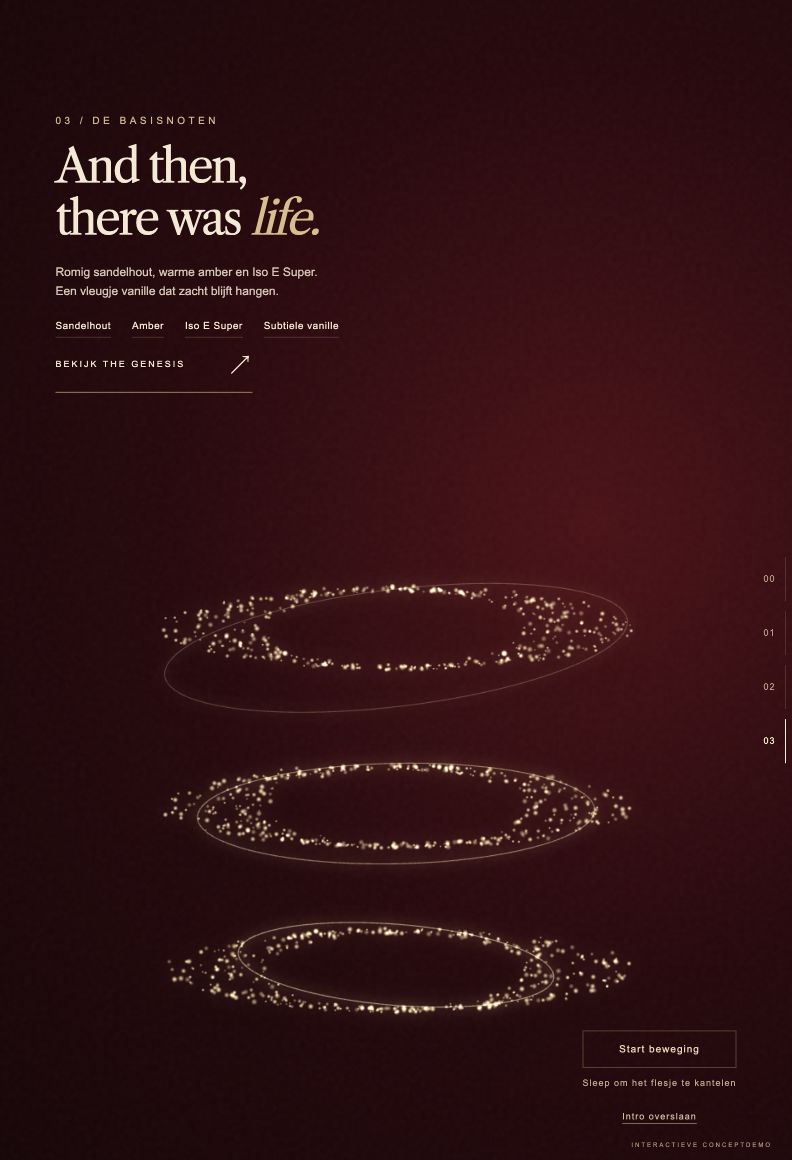 03 / DE BASISNOTEN
And then,
there was life.
Romig sandelhout, warme amber en Iso E Super.
Een vleugje vanille dat zacht blijft hangen.
Sandelhout Amber Iso E Super Subtiele vanille
BEKIJK THE GENESIS
00
01
02
03
Start beweging
Sleep om het flesje te kantelen
Intro overslaan
INTERACTIEVE CONCEPTDEMO